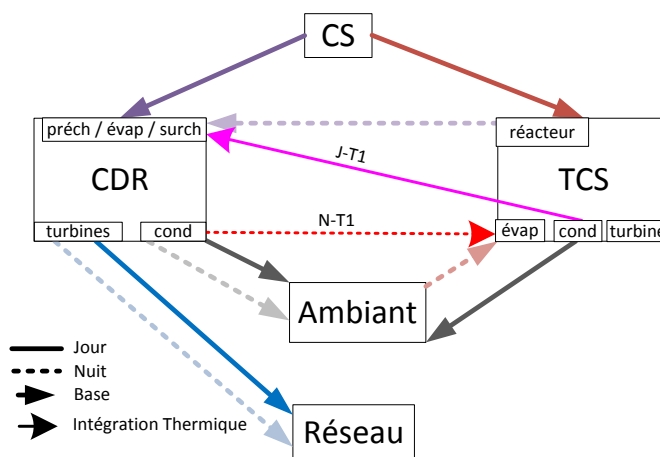 CS
préch / évap / surch
réacteur
J-T1
CDR
TCS
turbines
cond
N-T1
évap
cond
turbine
Ambiant
Jour
Nuit
Base
Intégration Thermique
Réseau